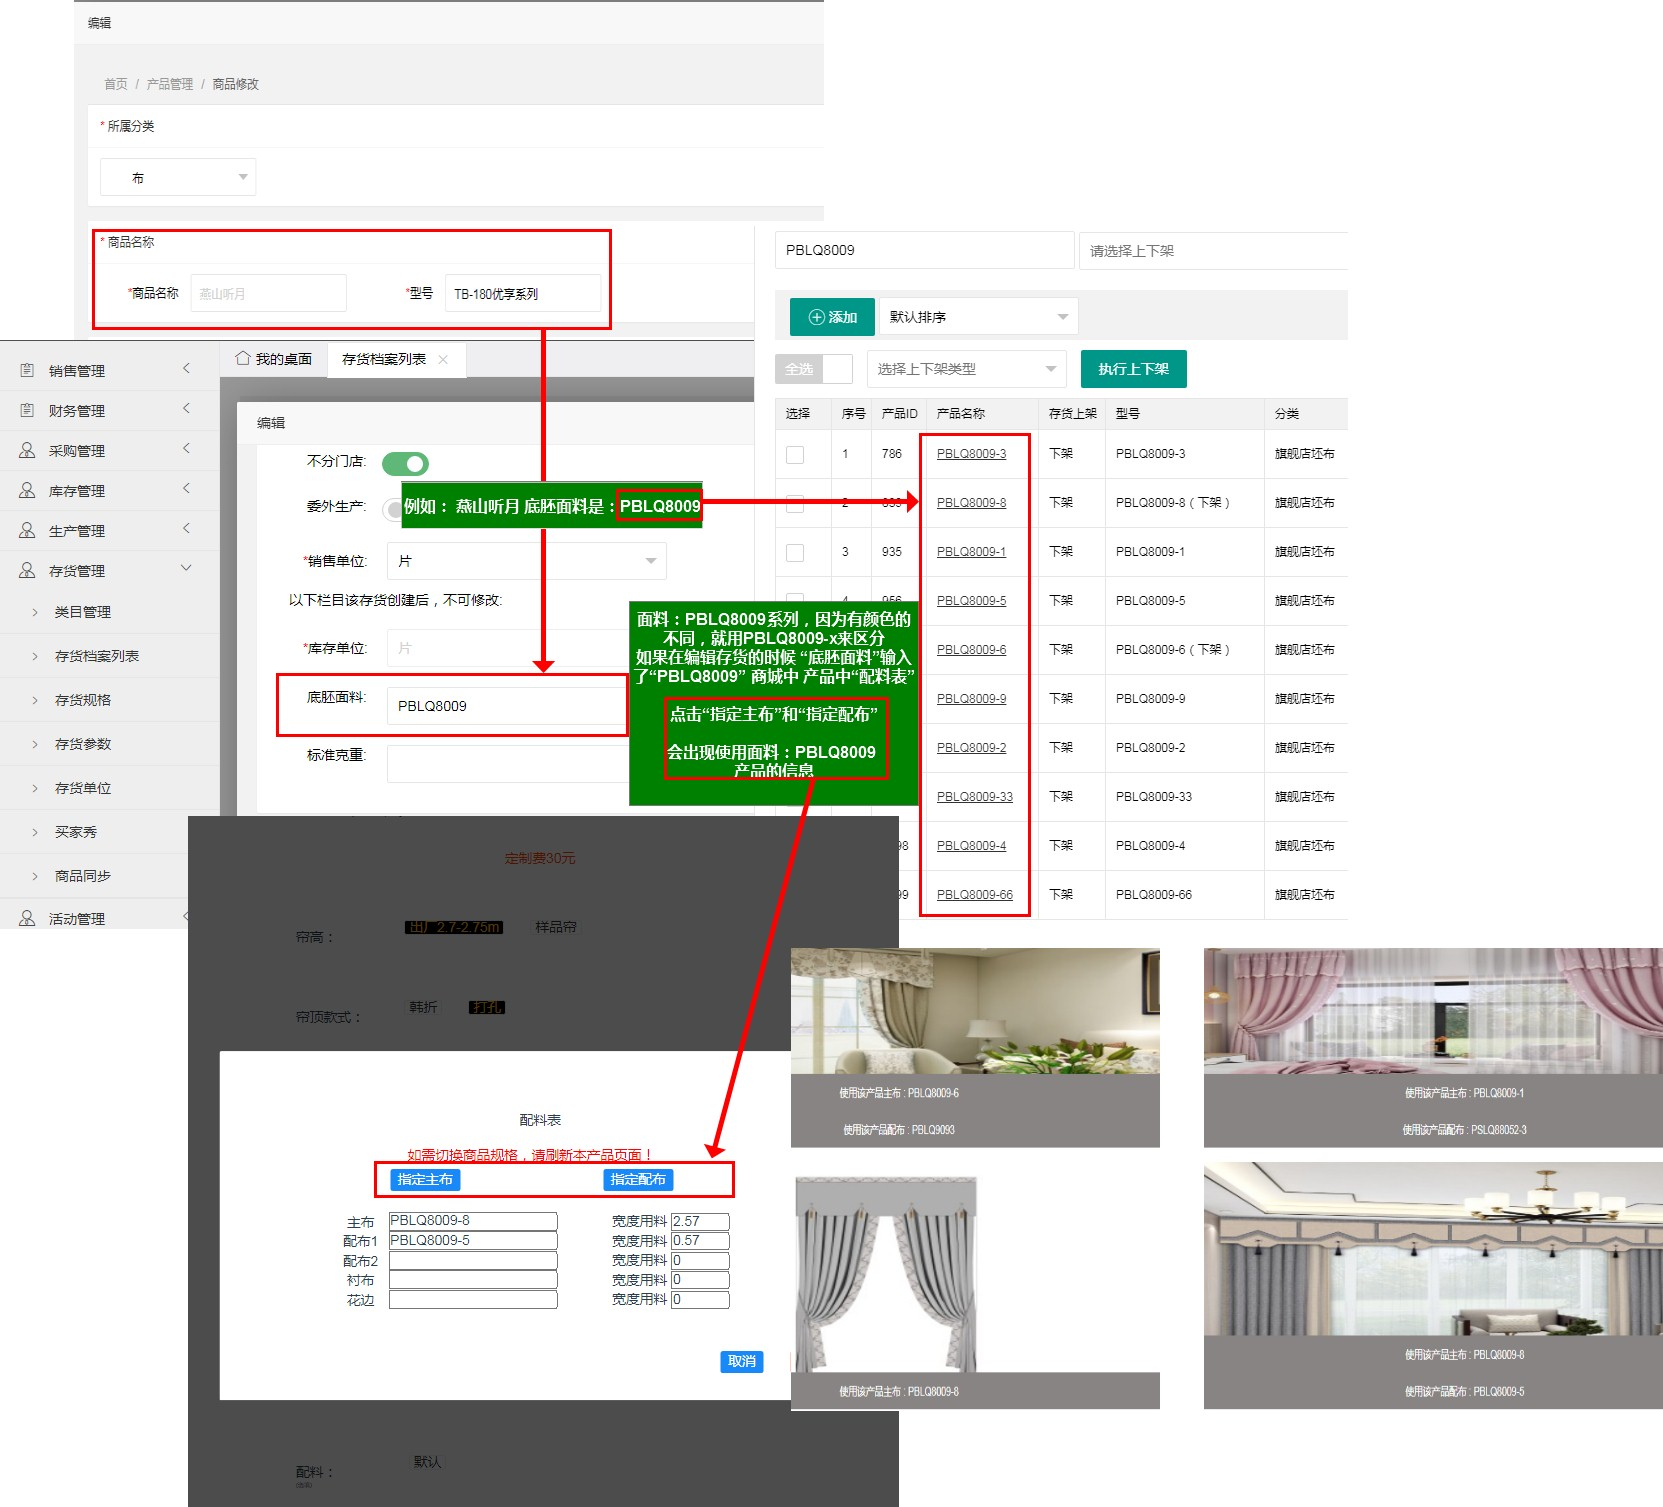 编辑
首页 / 产品管理 / 商品修改
* 所属分类
布
* 商品名称
*商品名称 燕山听月 *型号 TB-180优享系列
PBLQ8009 请选择上下架
添加 默认排序
全选 选择上下架类型 执行上下架
选择 序号 产品ID 产品名称 存货上架 型号 分类
1 786 PBLQ8009-3 下架 PBLQ8009-3 旗舰店坯布
PBLQ8009-8 下架 PBLQ8009-8（下架） 旗舰店坯布
3 935 PBLQ8009-1 下架 PBLQ8009-1 旗舰店坯布
4 956 PBLQ8009-5 下架 PBLQ8009-5 旗舰店坯布
PBLQ8009-6 下架 PBLQ8009-6（下架） 旗舰店坯布
PBLQ8009-9 下架 PBLQ8009-9 旗舰店坯布
PBLQ8009-2 下架 PBLQ8009-2 旗舰店坯布
PBLQ8009-33 下架 PBLQ8009-33 旗舰店坯布
98 PBLQ8009-4 下架 PBLQ8009-4 旗舰店坯布
99 PBLQ8009-66 下架 PBLQ8009-66 旗舰店坯布
销售管理
财务管理
采购管理
库存管理
生产管理
存货管理
类目管理
存货档案列表
存货规格
存货参数
存货单位
买家秀
商品同步
活动管理
我的桌面 存货档案列表
编辑
不分门店:
委外生产:
例如： 燕山听月 底胚面料是：PBLQ8009
*销售单位: 片
以下栏目该存货创建后，不可修改:
*库存单位: 片
底胚面料: PBLQ8009
标准克重:
面料：PBLQ8009系列，因为有颜色的
不同，就用PBLQ8009-x来区分
如果在编辑存货的时候 “底胚面料”输入
了“PBLQ8009” 商城中 产品中“配料表”
点击“指定主布”和“指定配布”
会出现使用面料：PBLQ8009
产品的信息
定制费30元
帘高： 出厂2.7-2.75m 样品帘
帘顶款式： 韩折 打孔
配料表
如需切换商品规格，请刷新本产品页面！
指定主布 指定配布
主布 PBLQ8009-8 宽度用料 2.57
配布1 PBLQ8009-5 宽度用料 0.57
配布2 宽度用料 0
衬布 宽度用料 0
花边 宽度用料 0
取消
配料： 默认
使用该产品主布 : PBLQ8009-6
使用该产品配布 : PBLQ9093
使用该产品主布 : PBLQ8009-1
使用该产品配布 : PSLQ88052-3
使用该产品主布 : PBLQ8009-8
使用该产品主布 : PBLQ8009-8
使用该产品配布 : PBLQ8009-5